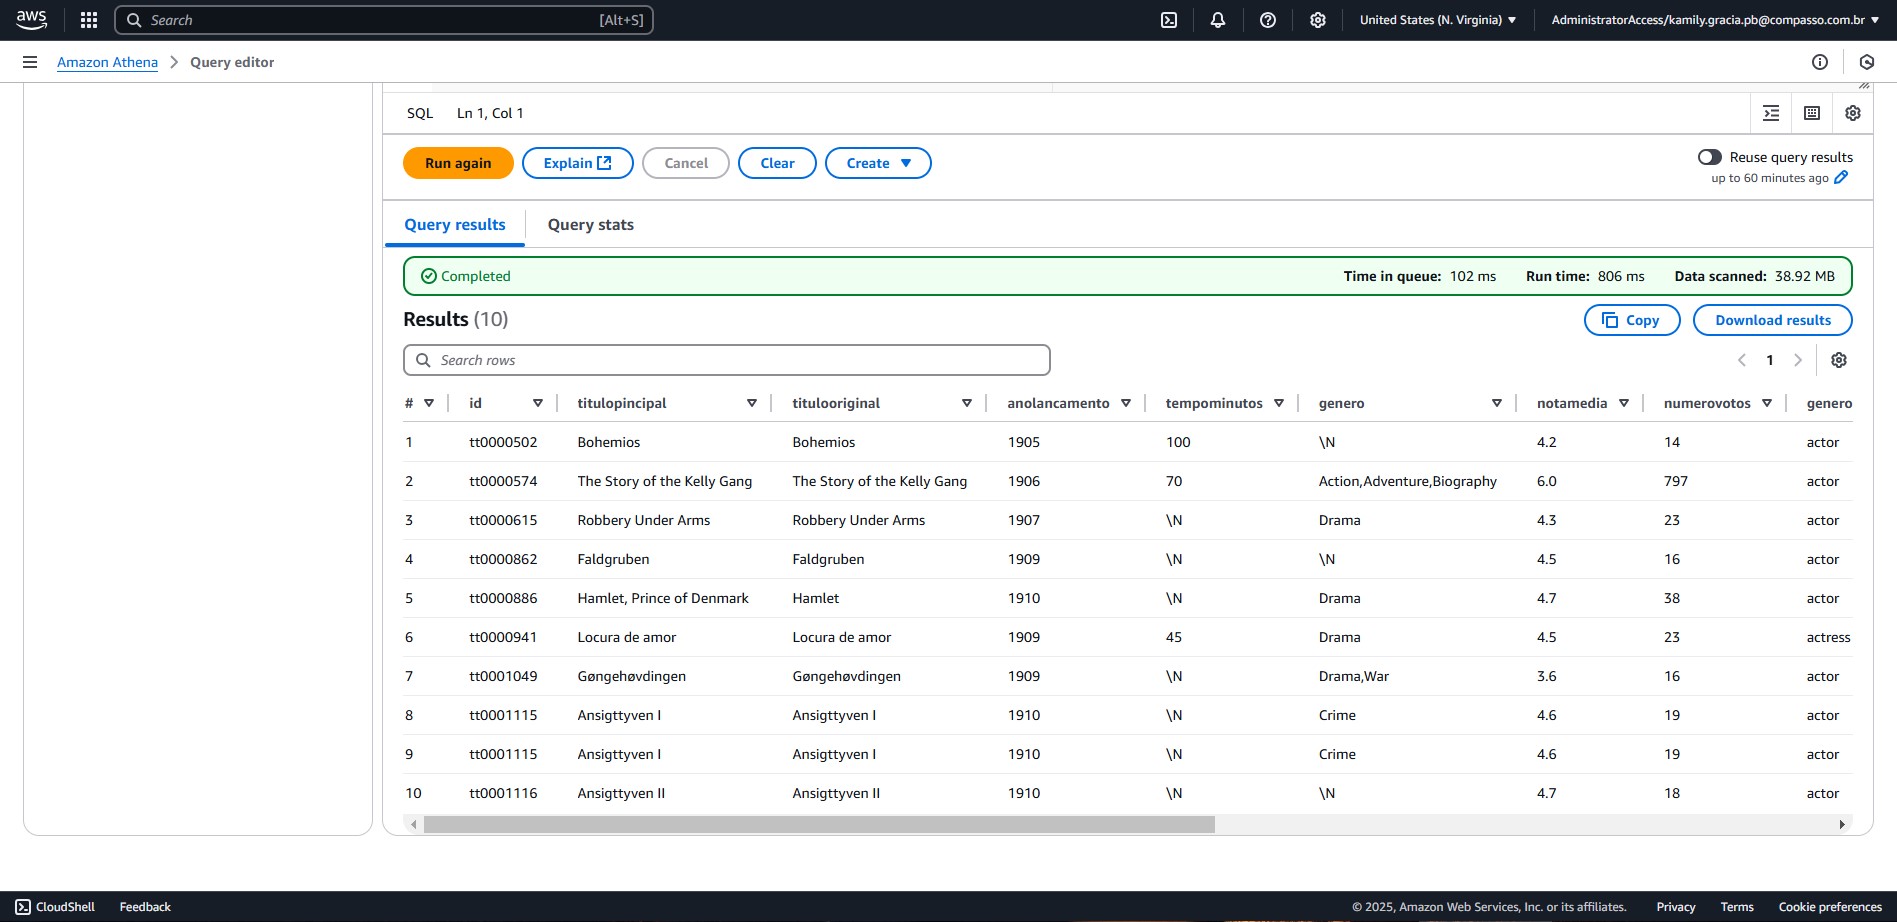 aws Search [Alt+S] United States (N. Virginia) AdministratorAccess/kamily.gracia.pb@compasso.com.br
Amazon Athena Query editor
SQL Ln 1, Col 1
Run again Explain Cancel Clear Create Reuse query results
up to 60 minutes ago
Query results Query stats
Completed Time in queue: 102 ms Run time: 806 ms Data scanned: 38.92 MB
Results (10) Copy Download results
Search rows 1
# id titulopincipal titulooriginal anolancamento tempominutos genero notamedia numerovotos genero
1 tt0000502 Bohemios Bohemios 1905 100 \N 4.2 14 actor
2 tt0000574 The Story of the Kelly Gang The Story of the Kelly Gang 1906 70 Action,Adventure,Biography 6.0 797 actor
3 tt0000615 Robbery Under Arms Robbery Under Arms 1907 \N Drama 4.3 23 actor
4 tt0000862 Faldgruben Faldgruben 1909 \N \N 4.5 16 actor
5 tt0000886 Hamlet, Prince of Denmark Hamlet 1910 \N Drama 4.7 38 actor
6 tt0000941 Locura de amor Locura de amor 1909 45 Drama 4.5 23 actress
7 tt0001049 Gøngehøvdingen Gøngehøvdingen 1909 \N Drama,War 3.6 16 actor
8 tt0001115 Ansigttyven I Ansigttyven I 1910 \N Crime 4.6 19 actor
9 tt0001115 Ansigttyven I Ansigttyven I 1910 \N Crime 4.6 19 actor
10 tt0001116 Ansigttyven II Ansigttyven II 1910 \N \N 4.7 18 actor
CloudShell Feedback © 2025, Amazon Web Services, Inc. or its affiliates. Privacy Terms Cookie preferences